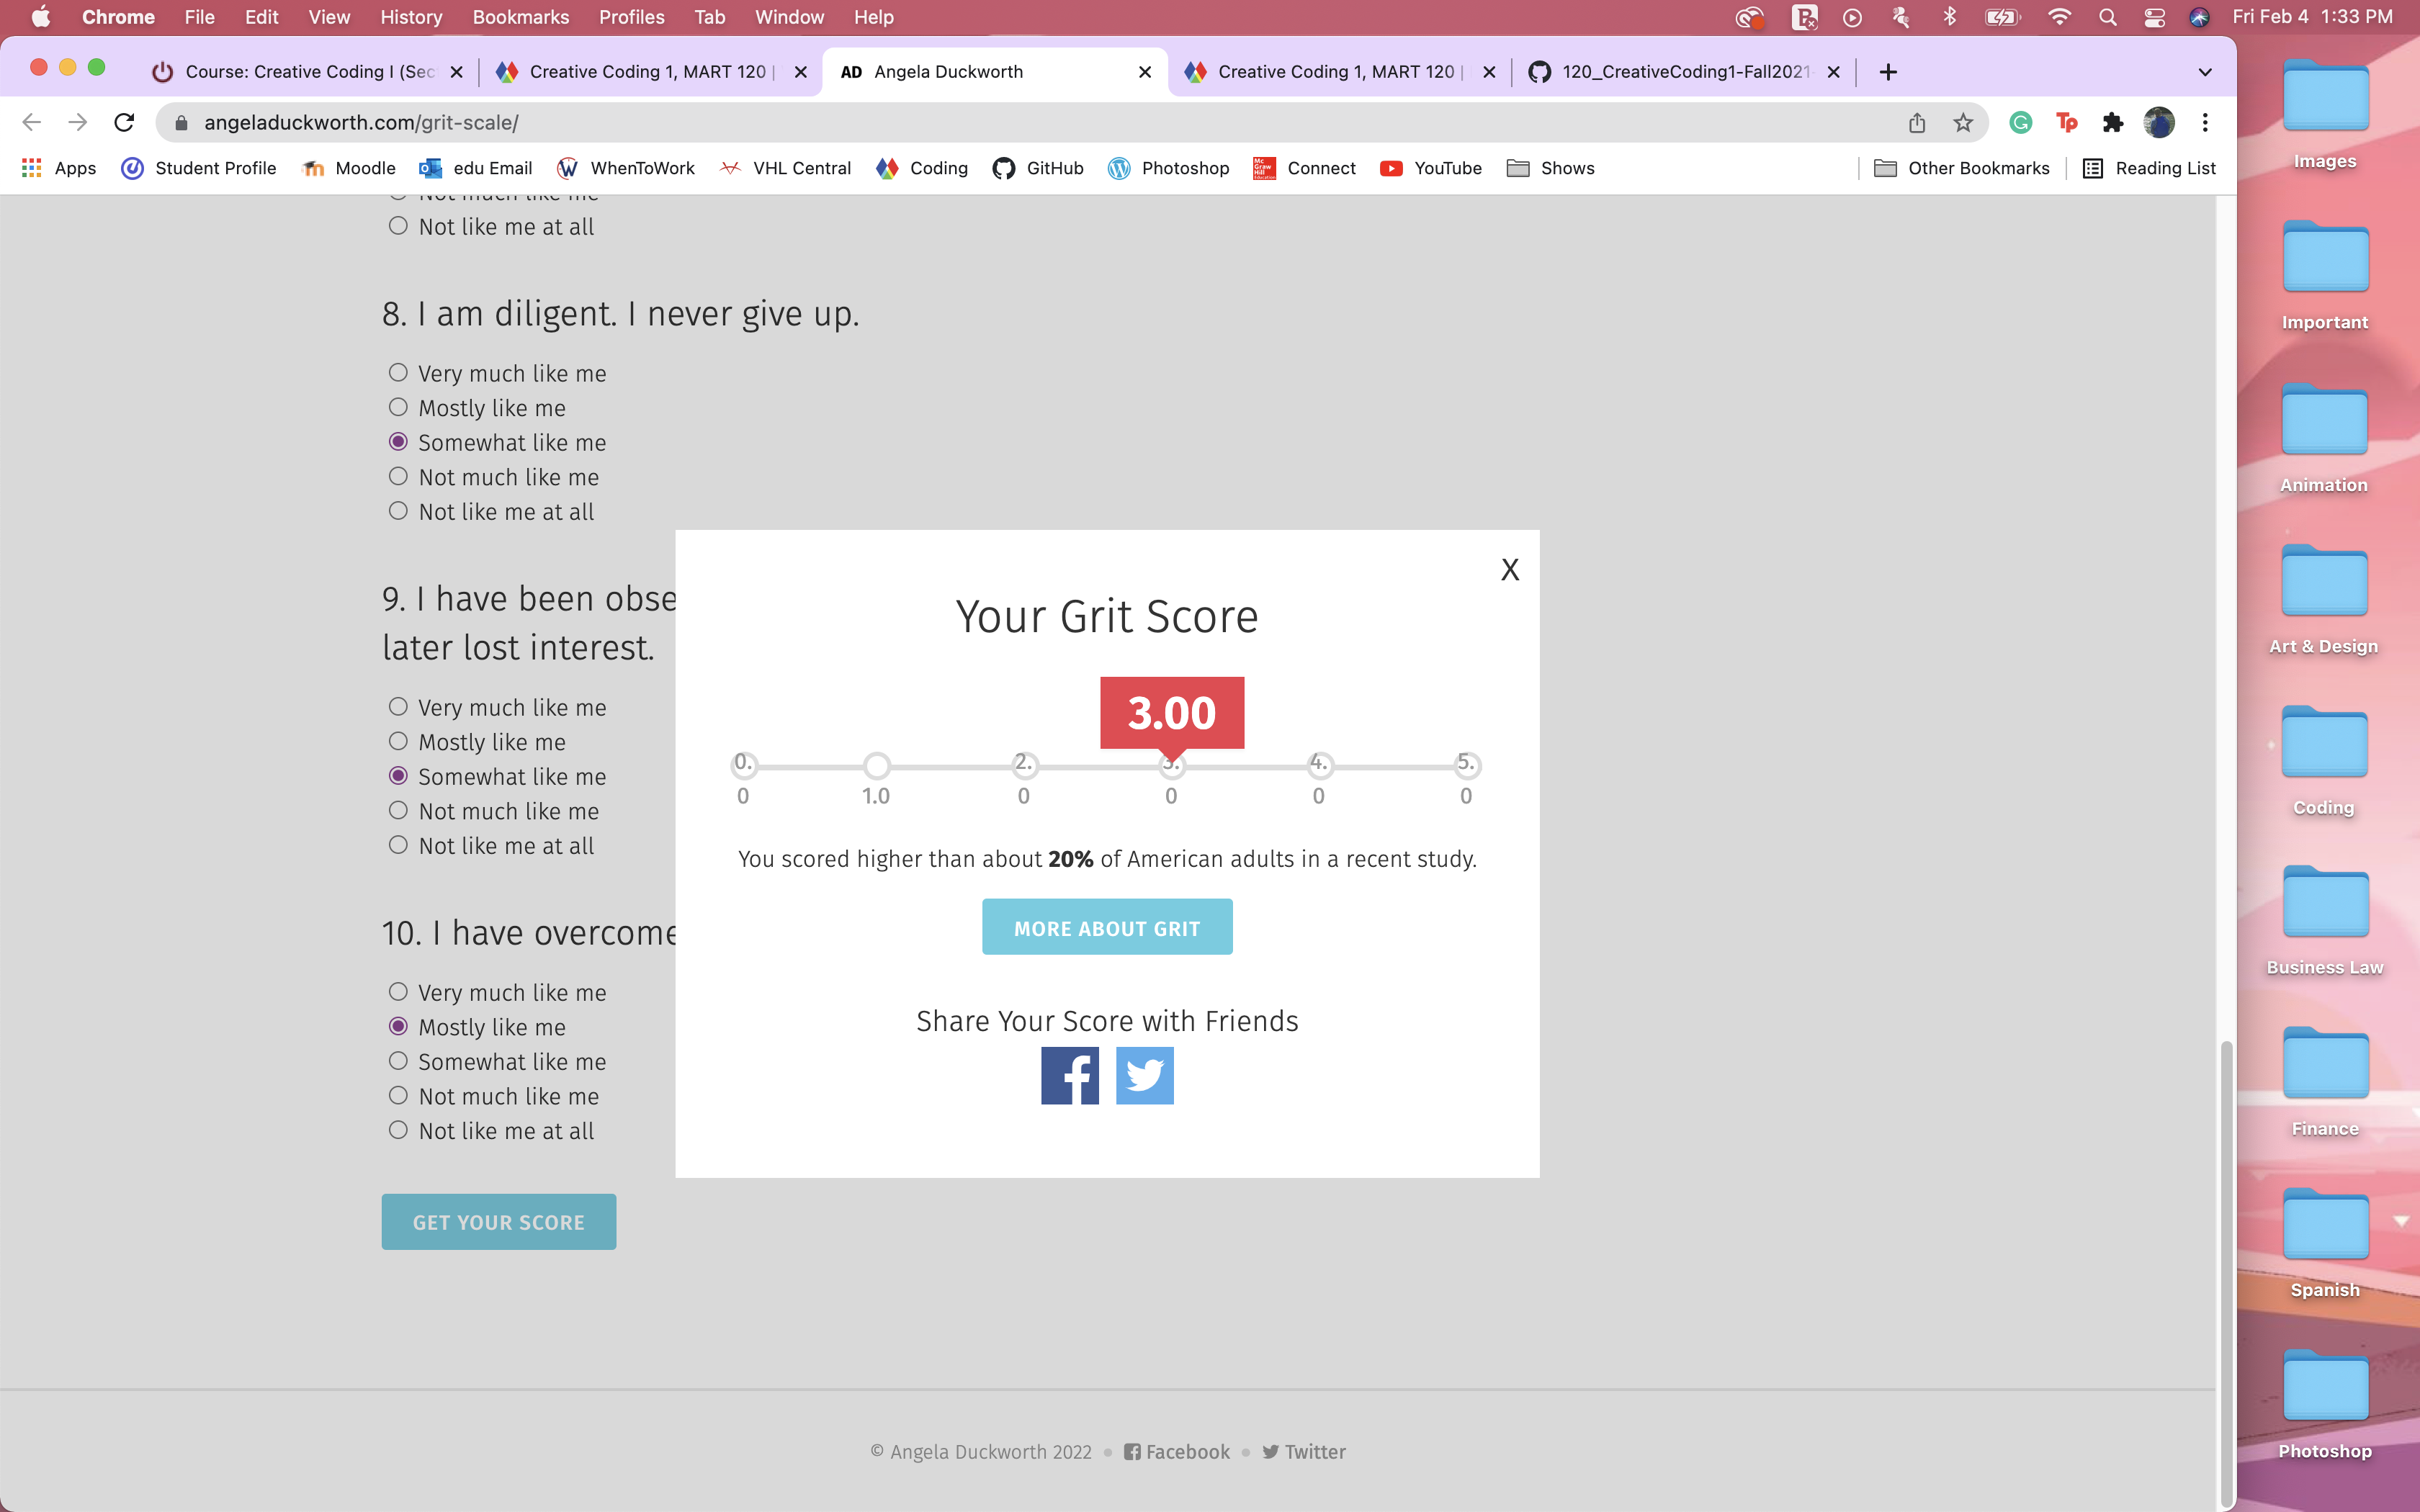 Chrome File Edit View History Bookmarks Profiles Tab Window Help Fri Feb 4 1:33 PM
Course: Creative Coding I (Sec Creative Coding 1, MART 120 | AD Angela Duckworth Creative Coding 1, MART 120 | 120_CreativeCoding1-Fall2021
angeladuckworth.com/grit-scale/ Tp
Apps Student Profile Moodle edu Email WhenToWork VHL Central Coding GitHub Photoshop Connect YouTube Shows Other Bookmarks Reading List
Not much like me
Not like me at all
8. I am diligent. I never give up.
Very much like me
Mostly like me
Somewhat like me
Not much like me
Not like me at all
9. I have been obse
later lost interest.
Very much like me
Mostly like me
Somewhat like me
Not much like me
Not like me at all
10. I have overcome
Very much like me
Mostly like me
Somewhat like me
Not much like me
Not like me at all
GET YOUR SCORE
X
Your Grit Score
3.00
0. 2. 3. 4. 5.
0 1.0 0 0 0 0
You scored higher than about 20% of American adults in a recent study.
MORE ABOUT GRIT
Share Your Score with Friends
© Angela Duckworth 2022 • Facebook • Twitter
Images
Important
Animation
Art & Design
Coding
Business Law
Finance
Spanish
Photoshop